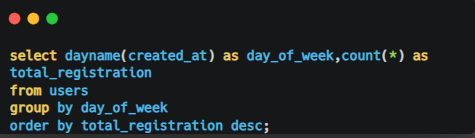 select dayname(created_at) as day_of_week,count(*) as
total_registration
from users
group by day_of_week
order by total_registration desc;